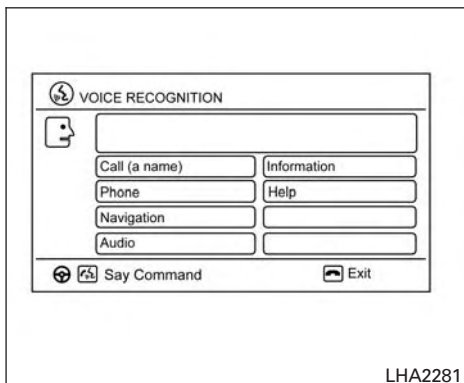 VOICE RECOGNITION
Call (a name) Information
Phone Help
Navigation
Audio
Say Command Exit
LHA2281